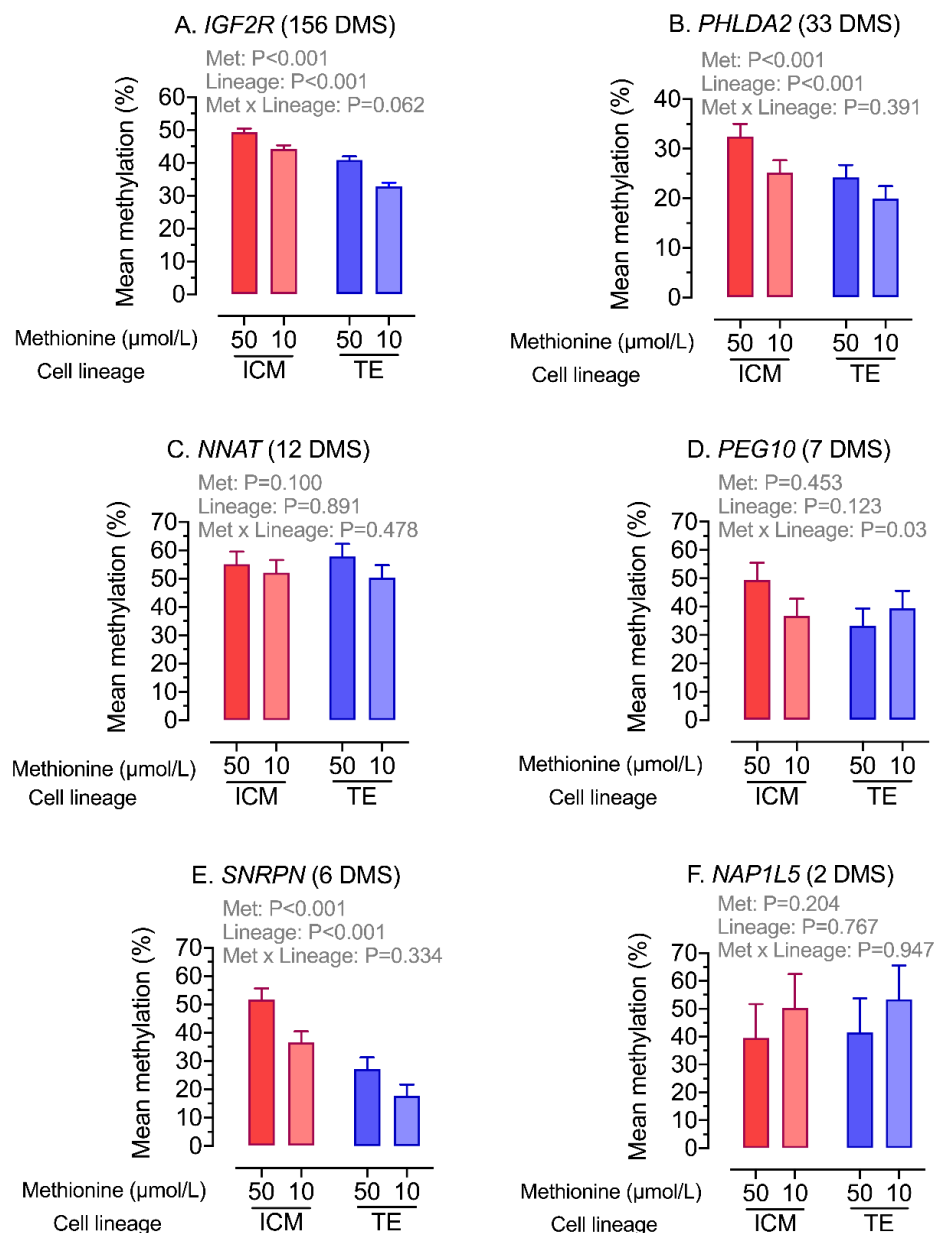 A. IGF2R (156 DMS)
Met: P<0.001
Lineage: P<0.001
Met x Lineage: P=0.062
Mean methylation (%)
60
50
40
30
20
10
0
Methionine (µmol/L) 50 10 50 10
Cell lineage ICM TE
B. PHLDA2 (33 DMS)
Met: P<0.001
Lineage: P<0.001
Met x Lineage: P=0.391
Mean methylation (%)
40
30
20
10
0
Methionine (µmol/L) 50 10 50 10
Cell lineage ICM TE
C. NNAT (12 DMS)
Met: P=0.100
Lineage: P=0.891
Met x Lineage: P=0.478
Mean methylation (%)
70
60
50
40
30
20
10
0
Methionine (µmol/L) 50 10 50 10
Cell lineage ICM TE
D. PEG10 (7 DMS)
Met: P=0.453
Lineage: P=0.123
Met x Lineage: P=0.03
Mean methylation (%)
70
60
50
40
30
20
10
0
Methionine (µmol/L) 50 10 50 10
Cell lineage ICM TE
E. SNRPN (6 DMS)
Met: P<0.001
Lineage: P<0.001
Met x Lineage: P=0.334
Mean methylation (%)
70
60
50
40
30
20
10
0
Methionine (µmol/L) 50 10 50 10
Cell lineage ICM TE
F. NAP1L5 (2 DMS)
Met: P=0.204
Lineage: P=0.767
Met x Lineage: P=0.947
Mean methylation (%)
70
60
50
40
30
20
10
0
Methionine (µmol/L) 50 10 50 10
Cell lineage ICM TE